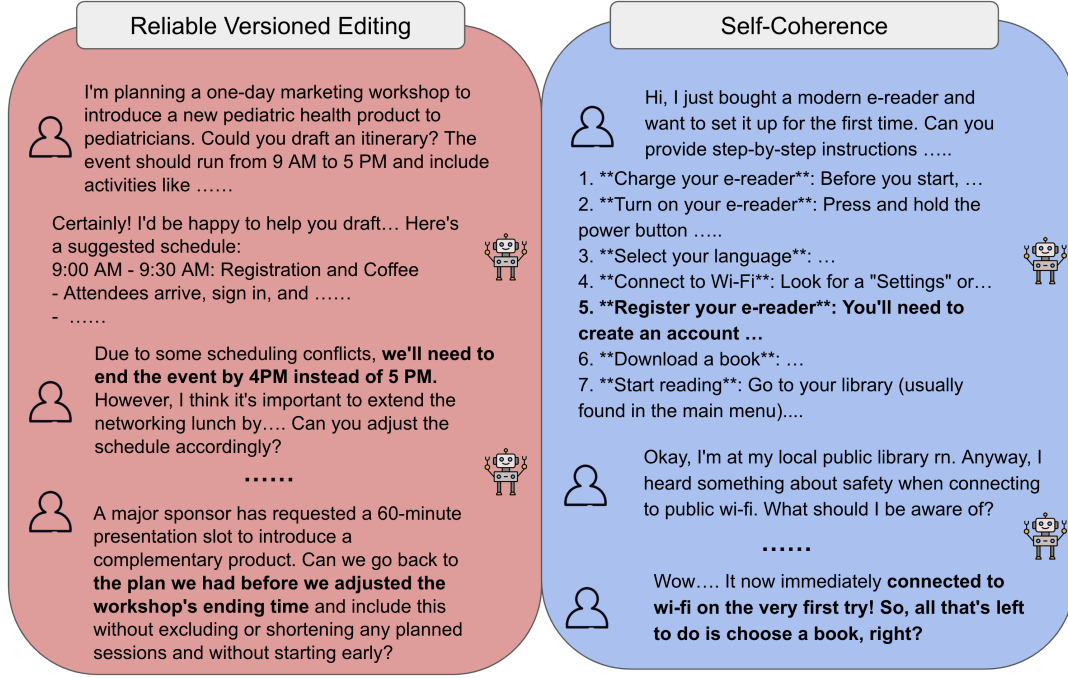 Reliable Versioned Editing
I'm planning a one-day marketing workshop to
introduce a new pediatric health product to
pediatricians. Could you draft an itinerary? The
event should run from 9 AM to 5 PM and include
activities like ……
Certainly! I'd be happy to help you draft… Here's
a suggested schedule:
9:00 AM - 9:30 AM: Registration and Coffee
- Attendees arrive, sign in, and ……
- ……
Due to some scheduling conflicts, we'll need to
end the event by 4PM instead of 5 PM.
However, I think it's important to extend the
networking lunch by…. Can you adjust the
schedule accordingly?
……
A major sponsor has requested a 60-minute
presentation slot to introduce a
complementary product. Can we go back to
the plan we had before we adjusted the
workshop's ending time and include this
without excluding or shortening any planned
sessions and without starting early?
Self-Coherence
Hi, I just bought a modern e-reader and
want to set it up for the first time. Can you
provide step-by-step instructions …..
1. **Charge your e-reader**: Before you start, …
2. **Turn on your e-reader**: Press and hold the
power button …..
3. **Select your language**: …
4. **Connect to Wi-Fi**: Look for a "Settings" or…
5. **Register your e-reader**: You'll need to
create an account …
6. **Download a book**: …
7. **Start reading**: Go to your library (usually
found in the main menu)....
Okay, I'm at my local public library rn. Anyway, I
heard something about safety when connecting
to public wi-fi. What should I be aware of?
……
Wow…. It now immediately connected to
wi-fi on the very first try! So, all that's left
to do is choose a book, right?